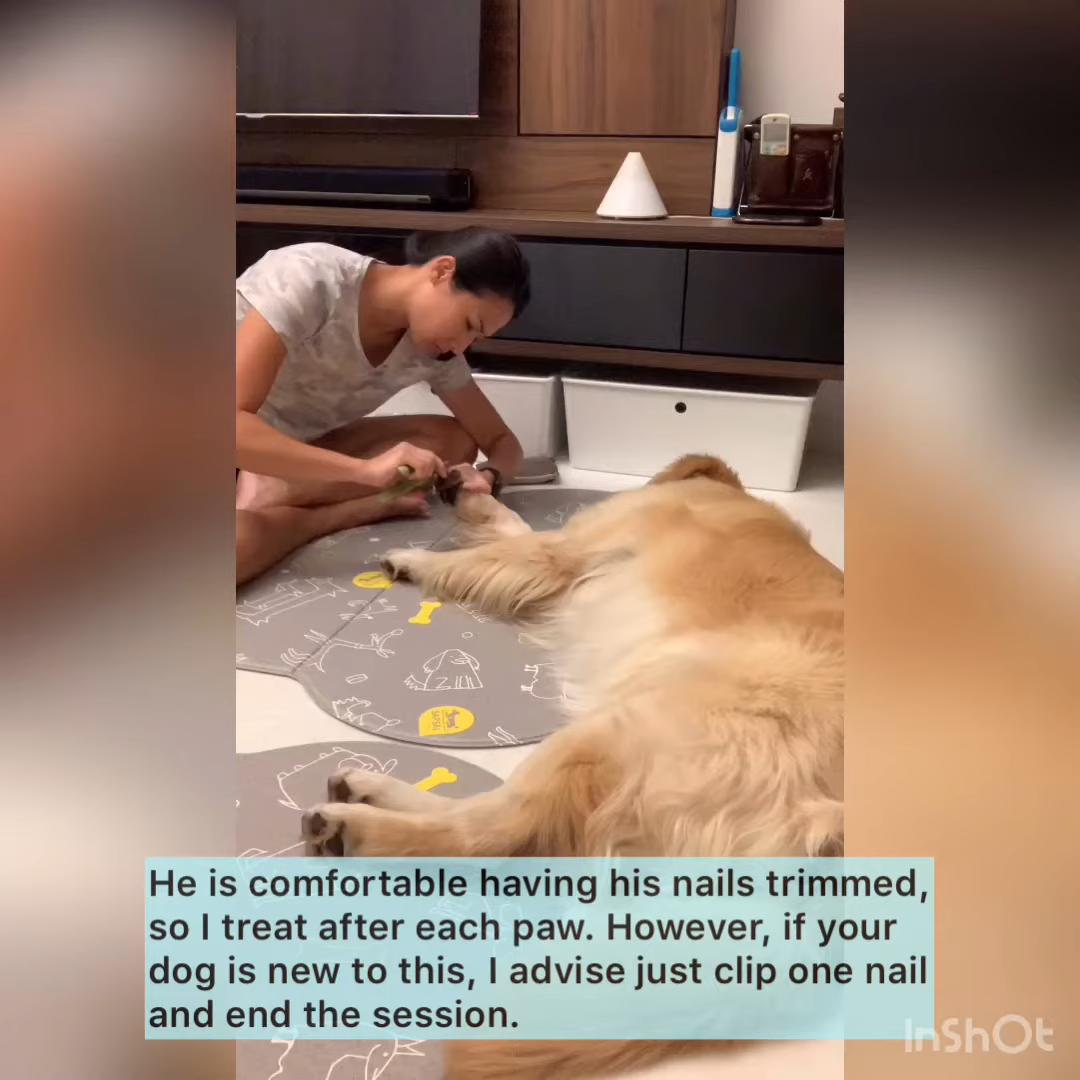 He is comfortable having his nails trimmed,
so I treat after each paw. However, if your
dog is new to this, I advise just clip one nail
and end the session.
InShOt